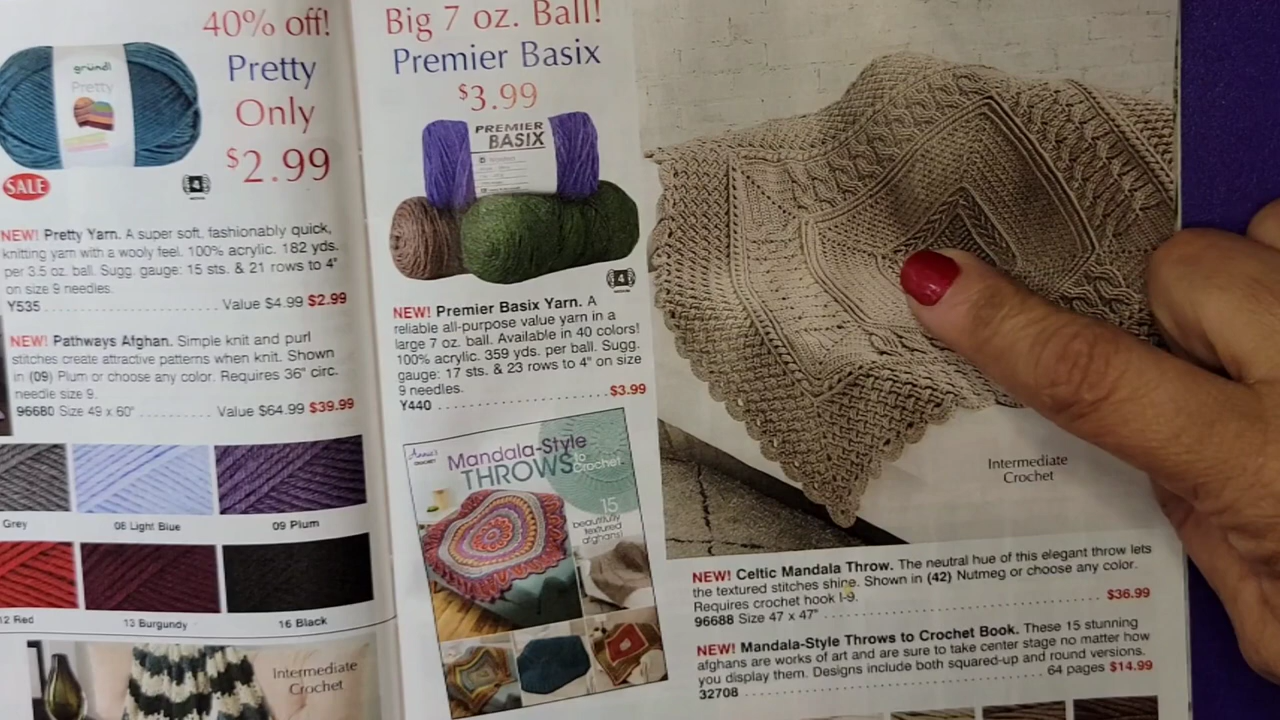 40% off!
Pretty
Only
$2.99
gründl
Pretty
SALE
4
NEW! Pretty Yarn. A super soft, fashionably quick,
knitting yarn with a wooly feel. 100% acrylic. 182 yds.
per 3.5 oz. ball. Sugg. gauge: 15 sts. & 21 rows to 4"
on size 9 needles.
Y535 Value $4.99 $2.99
NEW! Pathways Afghan. Simple knit and purl
stitches create attractive patterns when knit. Shown
in (09) Plum or choose any color. Requires 36" circ.
needle size 9.
96680 Size 49 x 60" Value $64.99 $39.99
Grey
08 Light Blue
09 Plum
12 Red
13 Burgundy
16 Black
Intermediate
Crochet
Big 7 oz. Ball!
Premier Basix
$3.99
PREMIER
BASIX
4
NEW! Premier Basix Yarn. A
reliable all-purpose value yarn in a
large 7 oz. ball. Available in 40 colors!
100% acrylic. 359 yds. per ball. Sugg.
gauge: 17 sts. & 23 rows to 4" on size
9 needles.
Y440 $3.99
Annie's
CROCHET
Mandala-Style
THROWS to
Crochet
15
beautifully
textured
afghans!
Intermediate
Crochet
NEW! Celtic Mandala Throw. The neutral hue of this elegant throw lets
the textured stitches shine. Shown in (42) Nutmeg or choose any color.
Requires crochet hook I-9.
96688 Size 47 x 47" $36.99
NEW! Mandala-Style Throws to Crochet Book. These 15 stunning
afghans are works of art and are sure to take center stage no matter how
you display them. Designs include both squared-up and round versions.
32708 64 pages $14.99